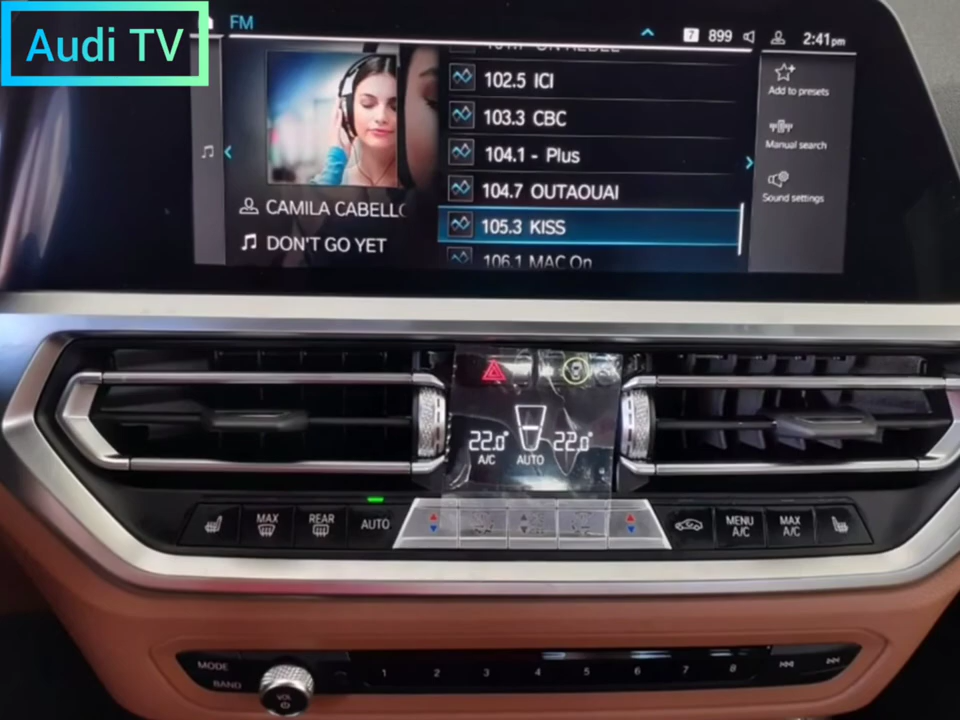 Audi TV
FM
7 899 2:41pm
102.5 ICI
103.3 CBC
104.1 - Plus
104.7 OUTAOUAI
105.3 KISS
106.1 MAC On
CAMILA CABELLO
DON'T GO YET
Add to presets
Manual search
Sound settings
22.0° 22.0°
A/C AUTO
MAX
REAR
AUTO
MENU
A/C
MAX
A/C
MODE
BAND
VOL
1 2 3 4 5 6 7 8